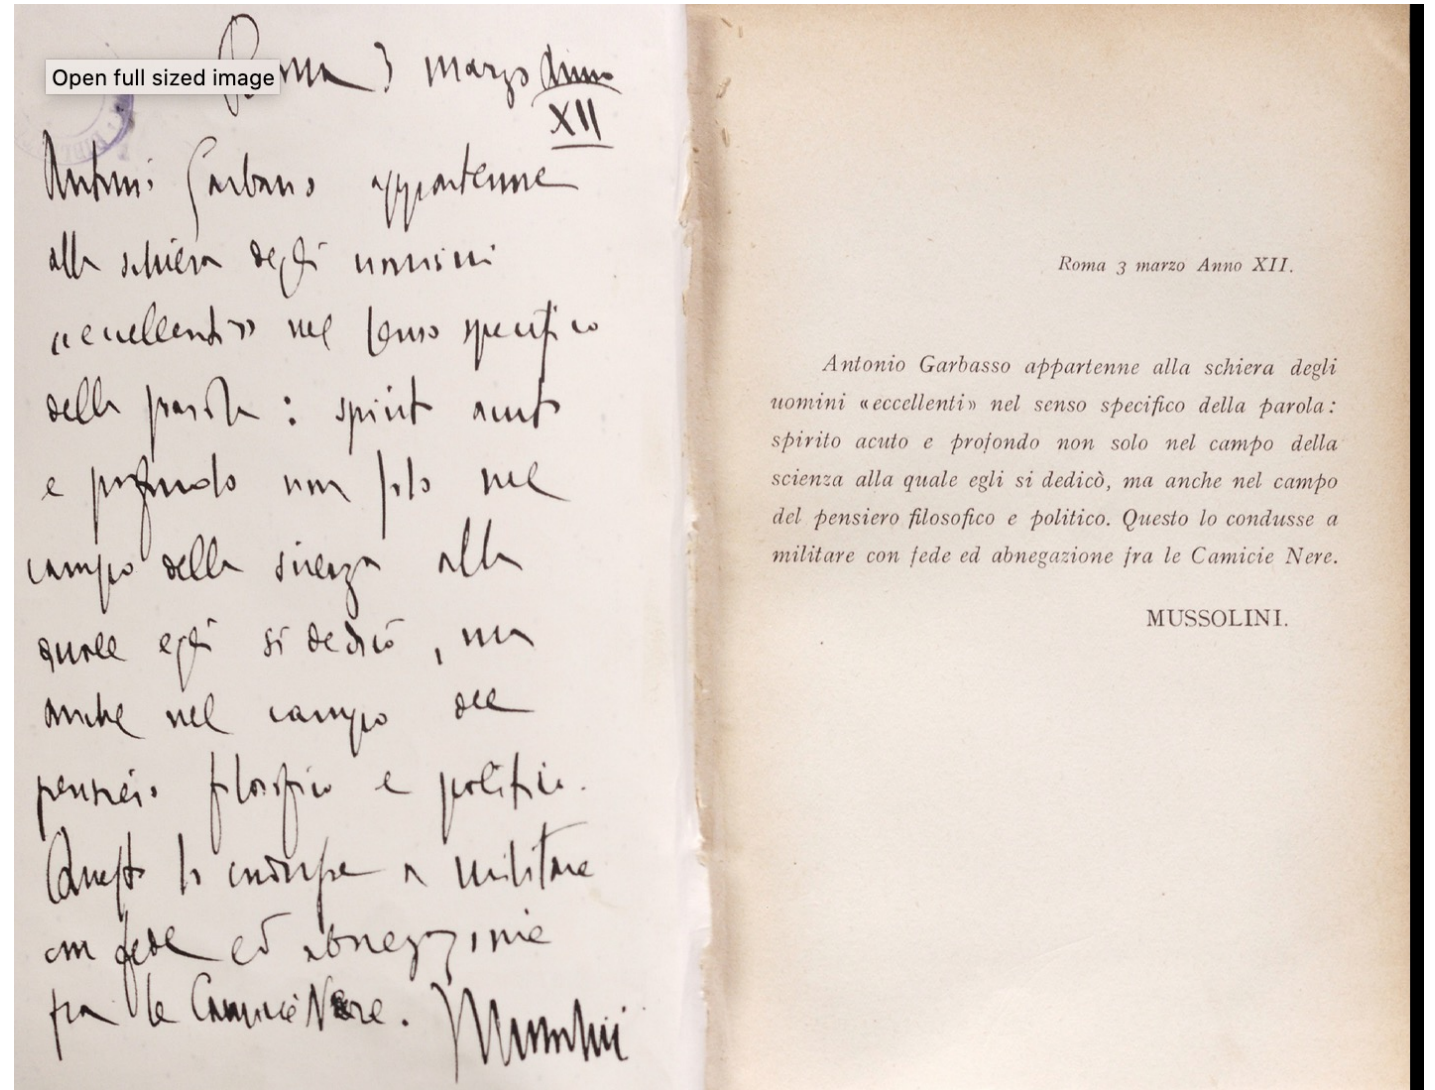 Open full sized image
Roma 3 marzo Anno
XII
Antonio Garbasso appartenne
alla schiera degli uomini
«eccellenti» nel senso specifico
della parola : spirito acuto
e profondo non solo nel
campo della scienza alla
quale egli si dedicò , ma
anche nel campo del
pensiero filosofico e politico.
Questo lo condusse a militare
con fede ed abnegazione
fra le Camicie Nere. Mussolini
Roma 3 marzo Anno XII.
Antonio Garbasso appartenne alla schiera degli
uomini «eccellenti» nel senso specifico della parola:
spirito acuto e profondo non solo nel campo della
scienza alla quale egli si dedicò, ma anche nel campo
del pensiero filosofico e politico. Questo lo condusse a
militare con fede ed abnegazione fra le Camicie Nere.
MUSSOLINI.